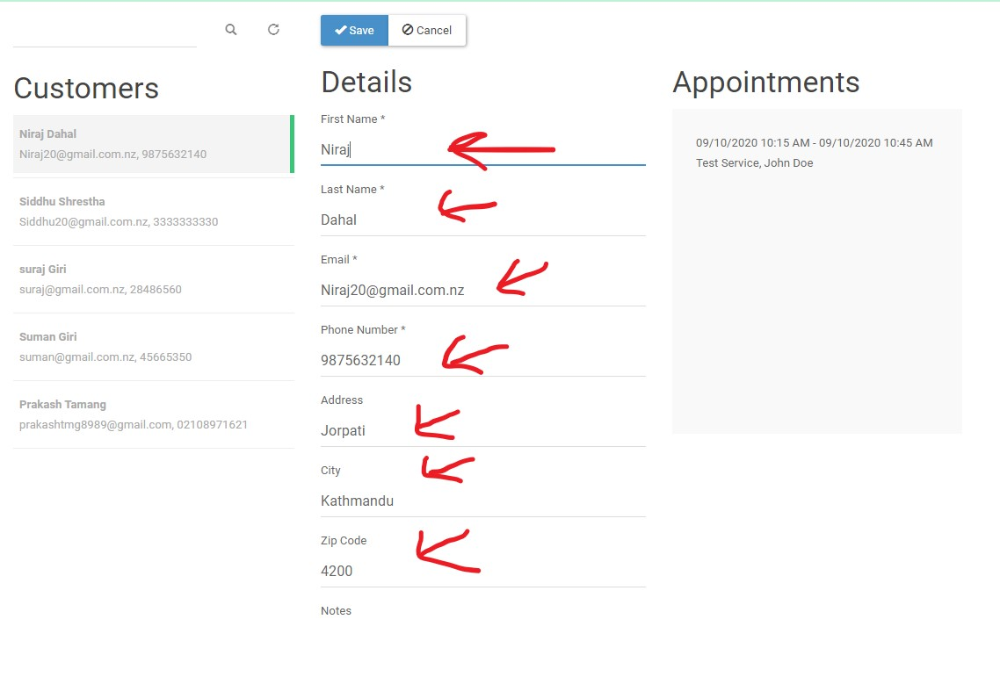 Save Cancel
Customers
Niraj Dahal
Niraj20@gmail.com.nz, 9875632140
Siddhu Shrestha
Siddhu20@gmail.com.nz, 3333333330
suraj Giri
suraj@gmail.com.nz, 28486560
Suman Giri
suman@gmail.com.nz, 45665350
Prakash Tamang
prakashtmg8989@gmail.com, 02108971621
Details
First Name *
Niraj
Last Name *
Dahal
Email *
Niraj20@gmail.com.nz
Phone Number *
9875632140
Address
Jorpati
City
Kathmandu
Zip Code
4200
Notes
Appointments
09/10/2020 10:15 AM - 09/10/2020 10:45 AM
Test Service, John Doe